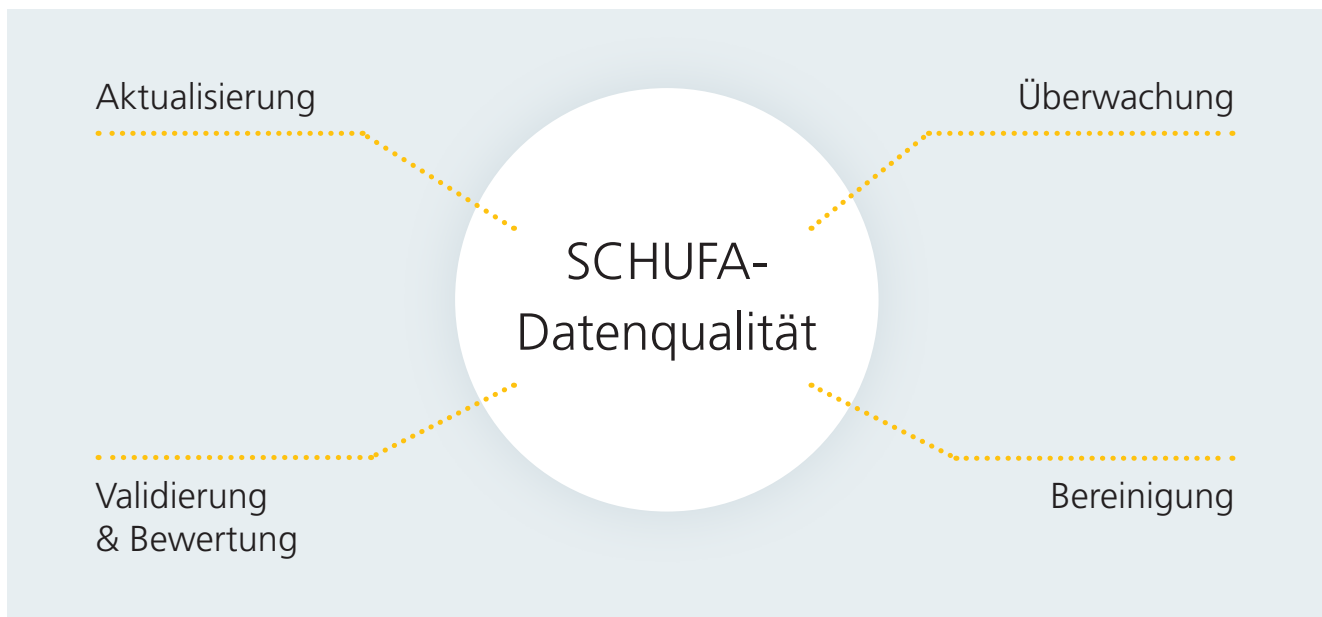 Aktualisierung
Überwachung
SCHUFA-
Datenqualität
Validierung
& Bewertung
Bereinigung